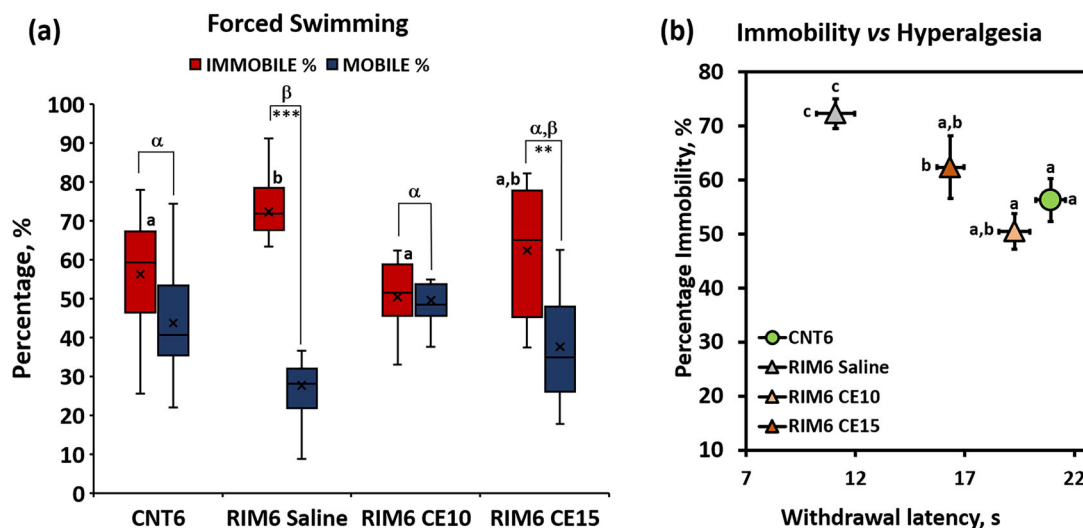 (a)
Forced Swimming
IMMOBILE % MOBILE %
Percentage, %
100
90
80
70
60
50
40
30
20
10
0
α
a
β
***
b
α
a
α,β
**
a,b
CNT6 RIM6 Saline RIM6 CE10 RIM6 CE15
(b) Immobility vs Hyperalgesia
Percentage Immobility, %
80
70
60
50
40
30
20
10
c
c
a,b
b
a
a,b
a
a
CNT6
RIM6 Saline
RIM6 CE10
RIM6 CE15
7 12 17 22
Withdrawal latency, s